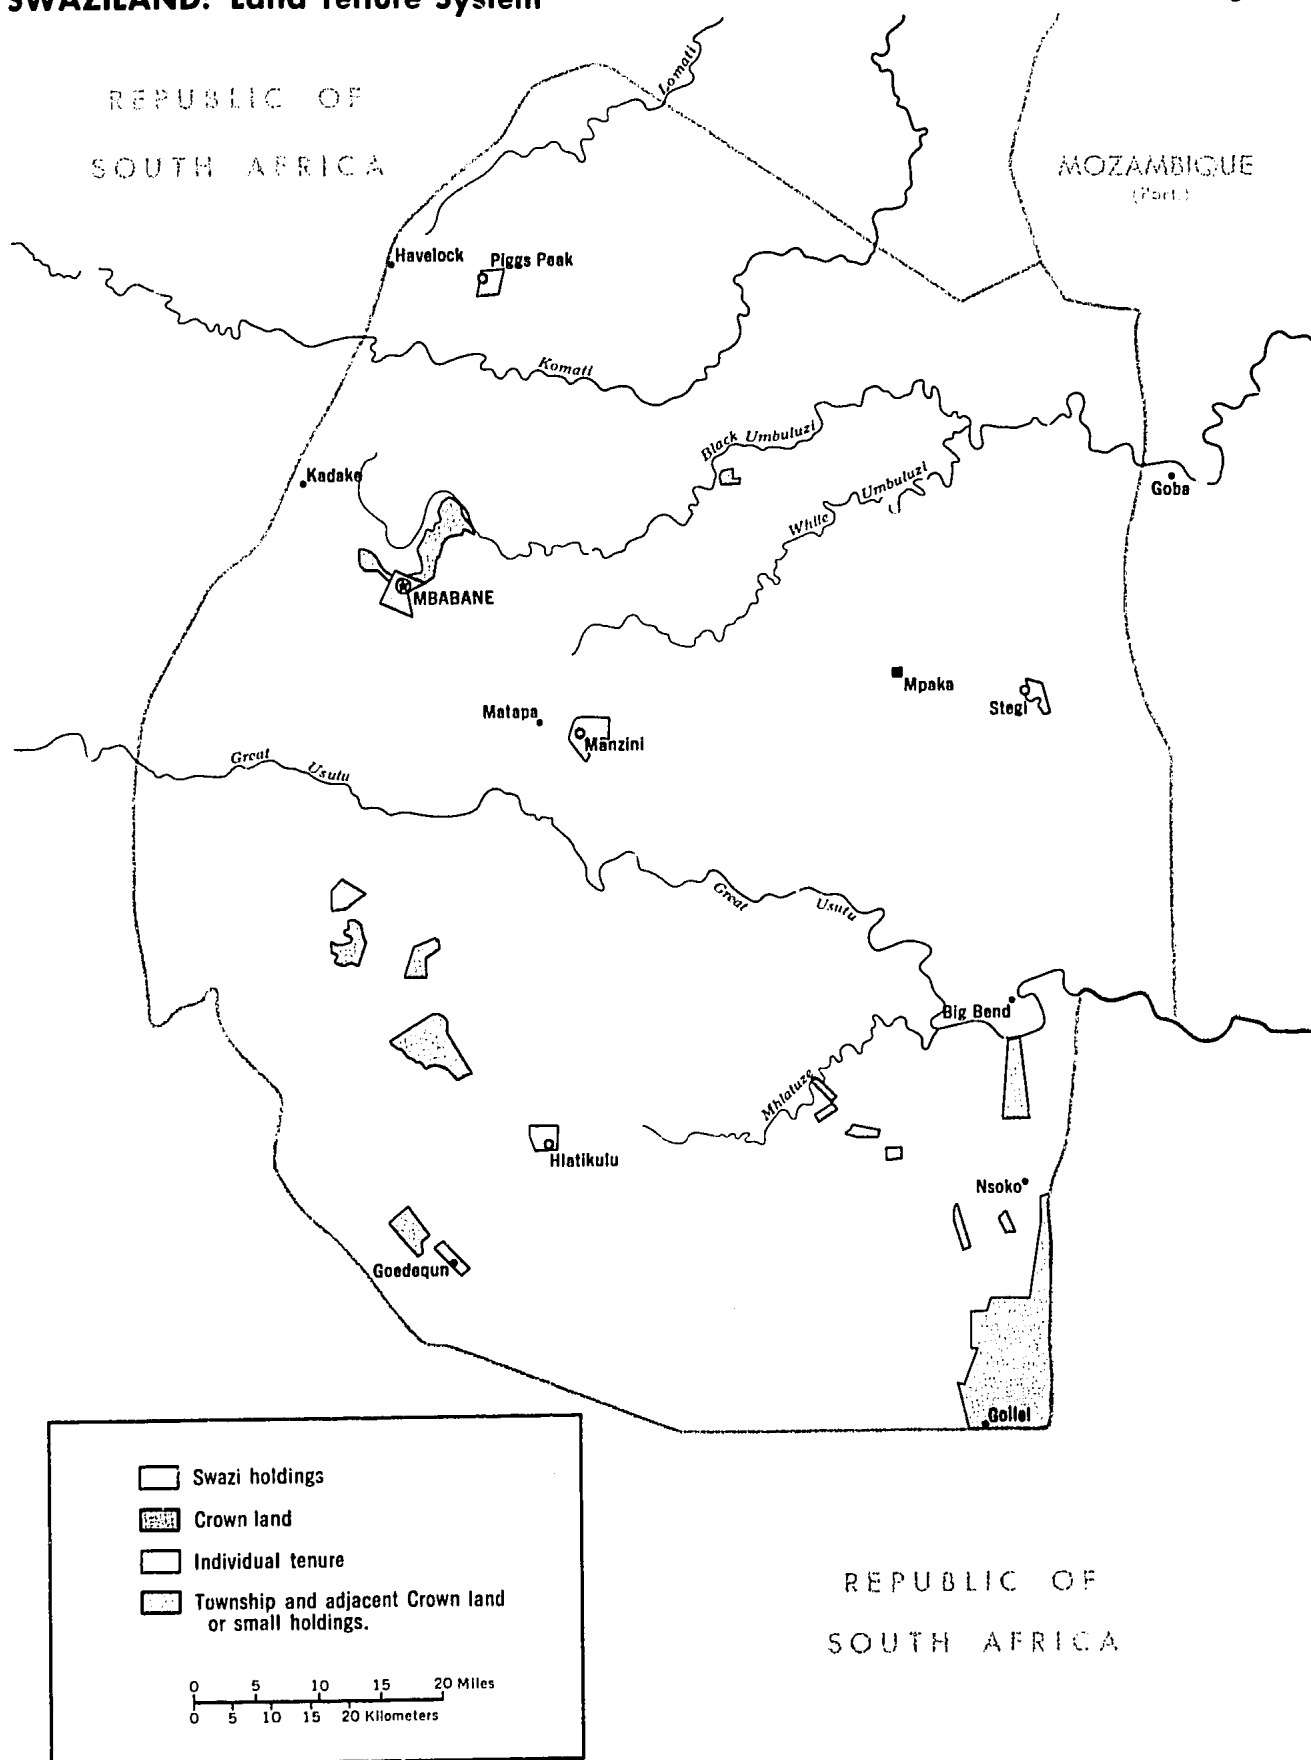 SWAZILAND: Land Tenure System
REPUBLIC OF
SOUTH AFRICA
Lomati
MOZAMBIQUE
(Port.)
Havelock
Piggs Peak
Komati
Black Umbuluzi
Kadake
White Umbuluzi
Goba
MBABANE
Mpaka
Stegi
Matapa
Manzini
Great Usutu
Great Usutu
Big Bend
Mhlatuze
Hlatikulu
Nsoko
Goedequn
Gollel
Swazi holdings
Crown land
Individual tenure
Township and adjacent Crown land
or small holdings.
0 5 10 15 20 Miles
0 5 10 15 20 Kilometers
REPUBLIC OF
SOUTH AFRICA